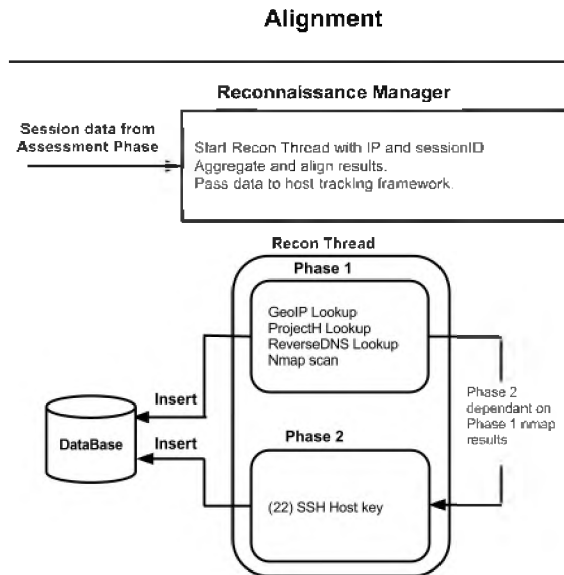 Alignment
Reconnaissance Manager
Session data from
Assessment Phase
Start Recon Thread with IP and sessionID
Aggregate and align results.
Pass data to host tracking framework.
Recon Thread
Phase 1
GeoIP Lookup
ProjectH Lookup
ReverseDNS Lookup
Nmap scan
Insert
Phase 2
dependant on
Phase 1 nmap
results
DataBase
Insert
Phase 2
(22) SSH Host key